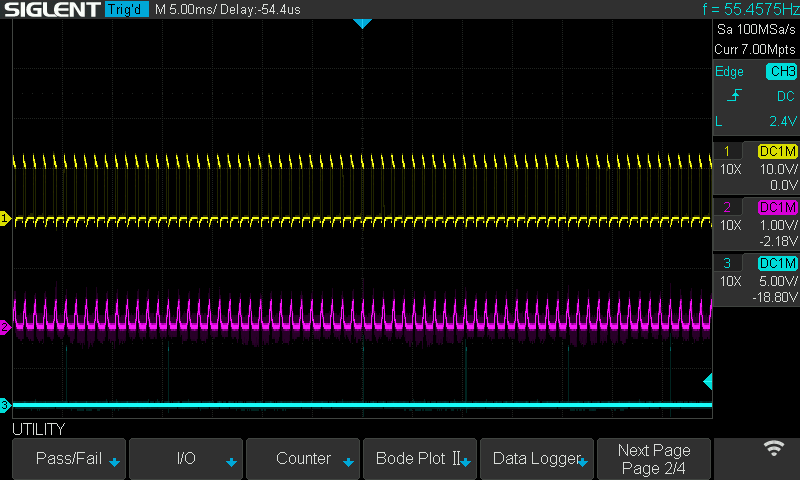 SIGLENT Trig'd M 5.00ms/ Delay:-54.4us f = 55.4575Hz
Sa 100MSa/s
Curr 7.00Mpts
Edge CH3
DC
L 2.4V
1 DC1M
10X 10.0V/
0.0V
2 DC1M
10X 1.00V/
-2.18V
3 DC1M
10X 5.00V/
-18.80V
1
2
3
UTILITY
Pass/Fail I/O Counter Bode Plot II Data Logger Next Page
Page 2/4